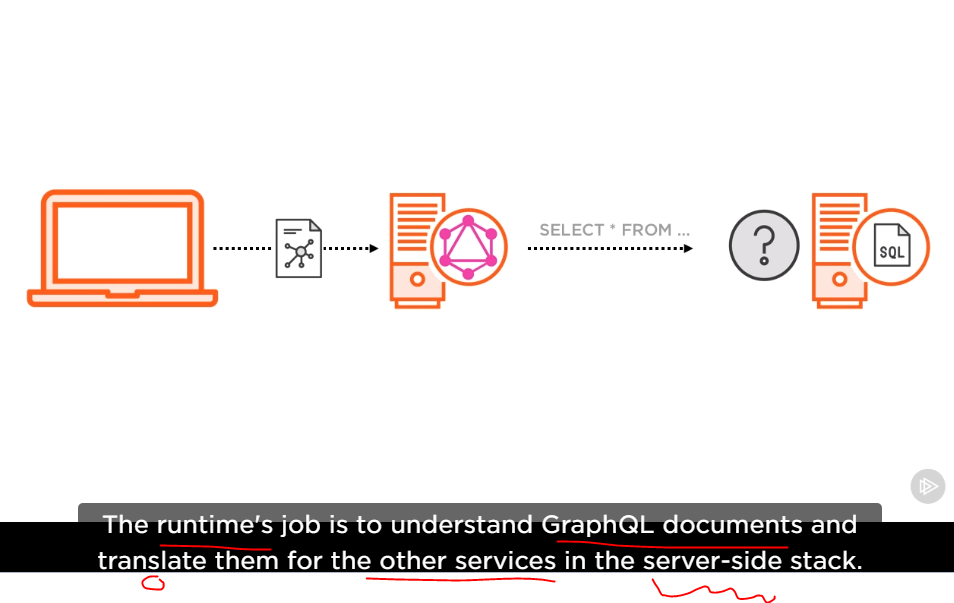 SELECT * FROM ...
?
SQL
The runtime's job is to understand GraphQL documents and
translate them for the other services in the server-side stack.